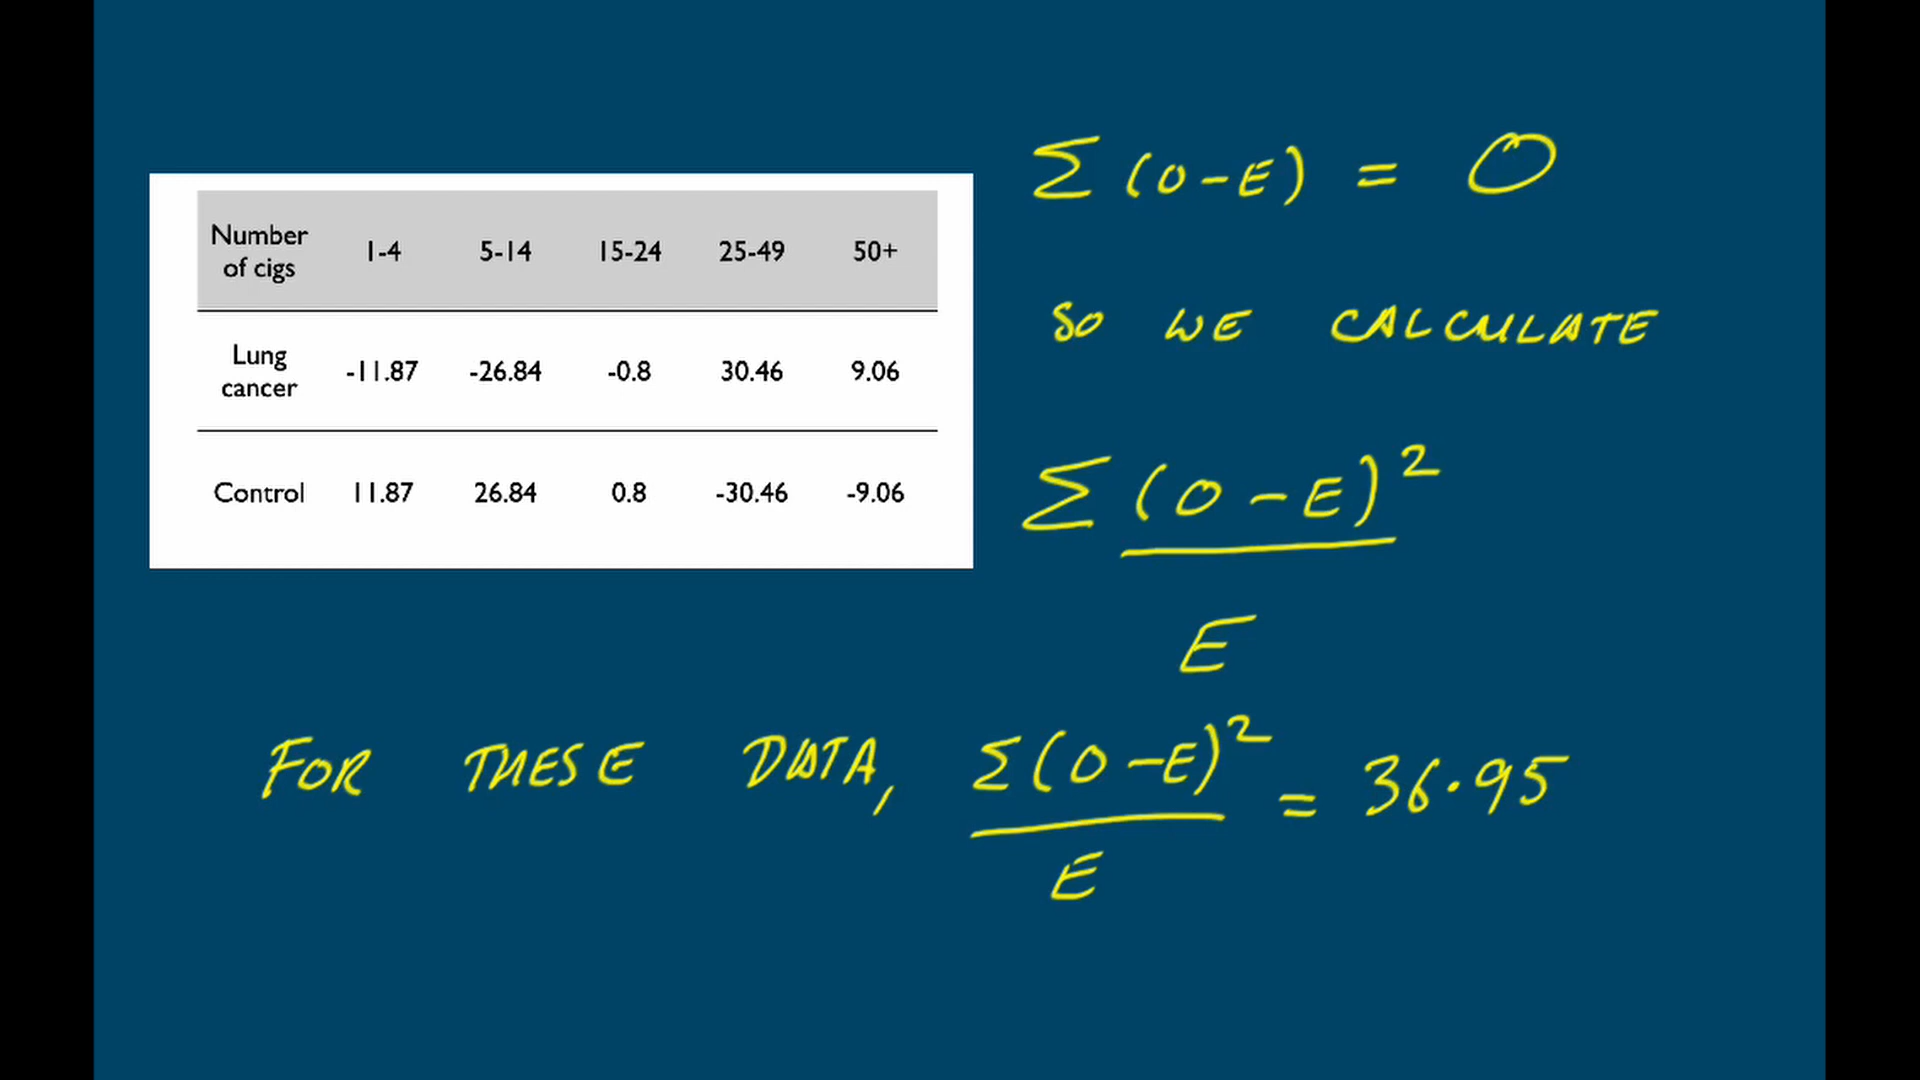 Number of cigs 1-4 5-14 15-24 25-49 50+
Lung cancer -11.87 -26.84 -0.8 30.46 9.06
Control 11.87 26.84 0.8 -30.46 -9.06
Σ (O-E) = O
SO WE CALCULATE
Σ (O-E)²
E
FOR THESE DATA, Σ(O-E)² = 36.95
E